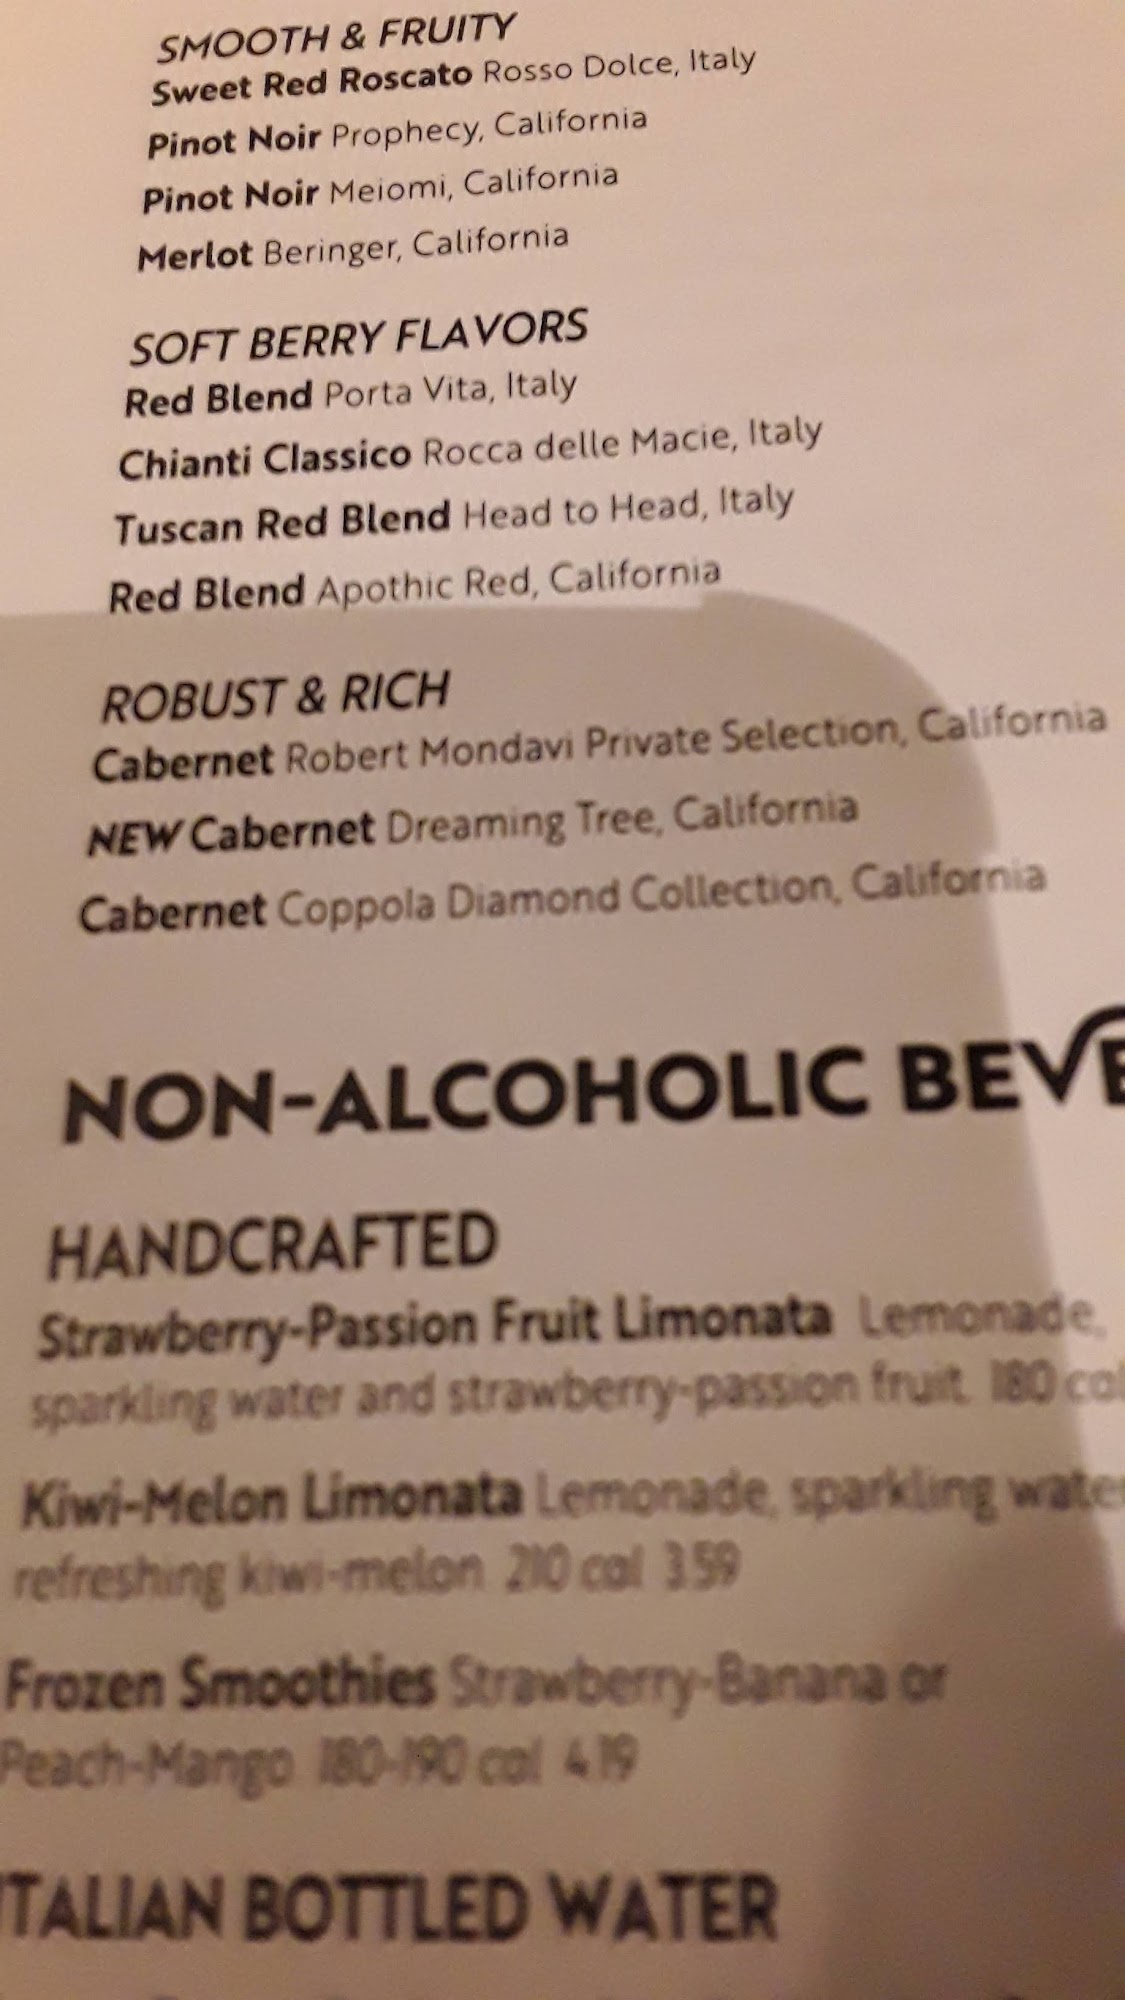 SMOOTH & FRUITY
Sweet Red Roscato Rosso Dolce, Italy
Pinot Noir Prophecy, California
Pinot Noir Meiomi, California
Merlot Beringer, California
SOFT BERRY FLAVORS
Red Blend Porta Vita, Italy
Chianti Classico Rocca delle Macie, Italy
Tuscan Red Blend Head to Head, Italy
Red Blend Apothic Red, California
ROBUST & RICH
Cabernet Robert Mondavi Private Selection, California
NEW Cabernet Dreaming Tree, California
Cabernet Coppola Diamond Collection, California
NON-ALCOHOLIC BEVE
HANDCRAFTED
Strawberry-Passion Fruit Limonata Lemonade,
sparkling water and strawberry-passion fruit 180 cal
Kiwi-Melon Limonata Lemonade, sparkling water
refreshing kiwi-melon 210 cal 3.59
Frozen Smoothies Strawberry-Banana or
Peach-Mango 180-190 cal 4.19
ITALIAN BOTTLED WATER